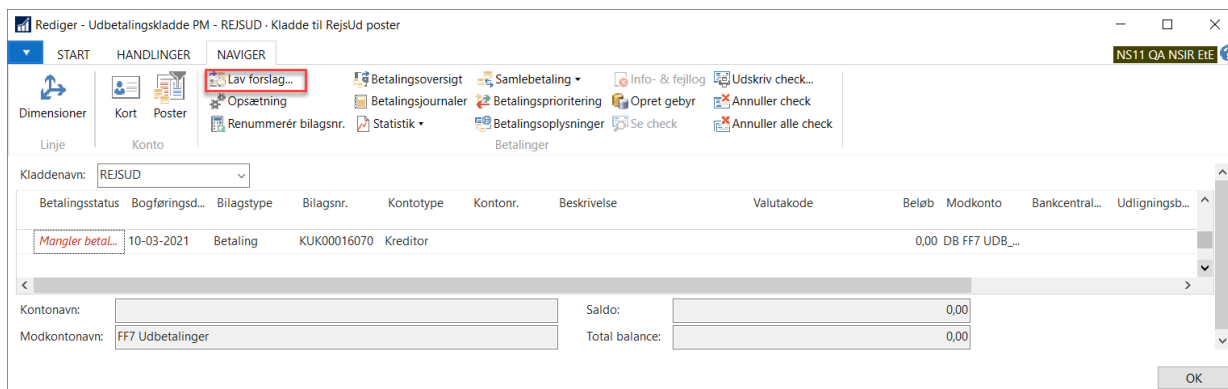 Rediger - Udbetalingskladde PM - REJSUD · Kladde til RejsUd poster
START HANDLINGER NAVIGER NS11 QA NSIR EtE
Lav forslag... Betalingsoversigt Samlebetaling Info- & fejllog Udskriv check...
Dimensioner Kort Poster Opsætning Betalingsjournaler Betalingsprioritering Opret gebyr Annuller check
Renummerér bilagsnr. Statistik Betalingsoplysninger Se check Annuller alle check
Linje Konto Betalinger
Kladdenavn: REJSUD
Betalingsstatus Bogføringsd... Bilagstype Bilagsnr. Kontotype Kontonr. Beskrivelse Valutakode Beløb Modkonto Bankcentral... Udligningsb...
Mangler betal... 10-03-2021 Betaling KUK00016070 Kreditor 0,00 DB FF7 UDB_...
Kontonavn: Saldo: 0,00
Modkontonavn: FF7 Udbetalinger Total balance: 0,00
OK